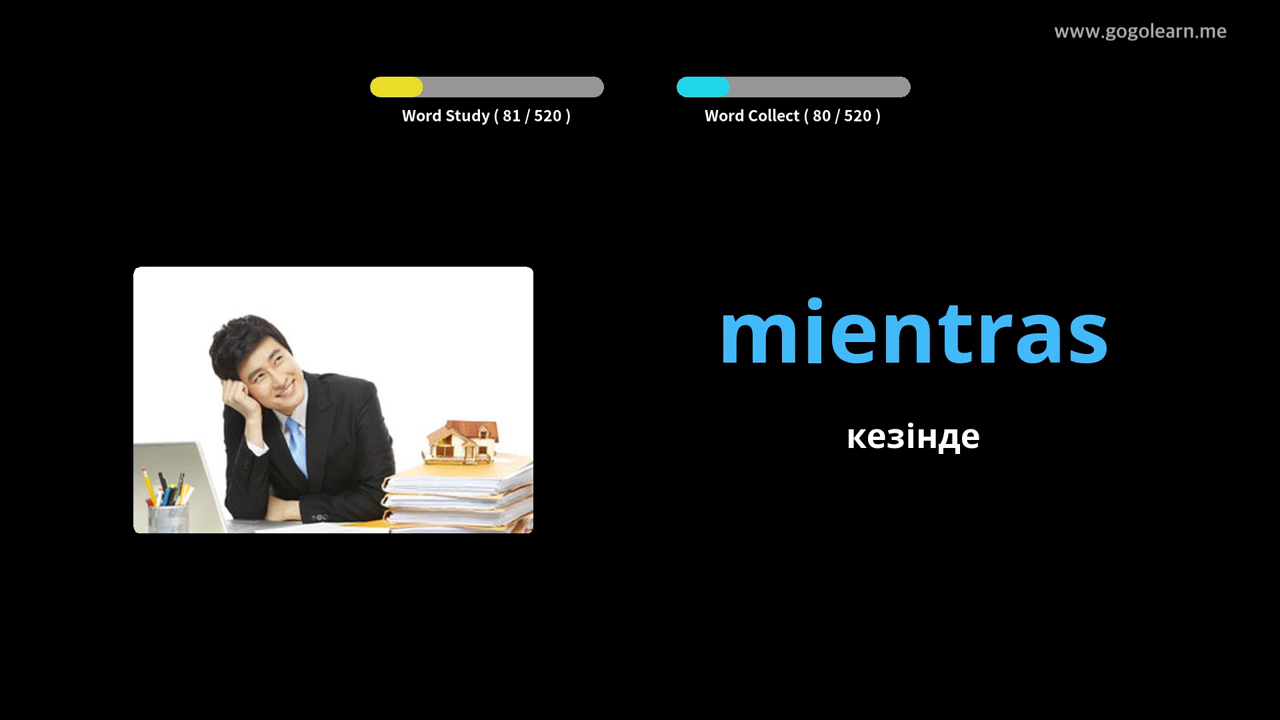 www.gogolearn.me
Word Study ( 81 / 520 )
Word Collect ( 80 / 520 )
mientras
кезінде